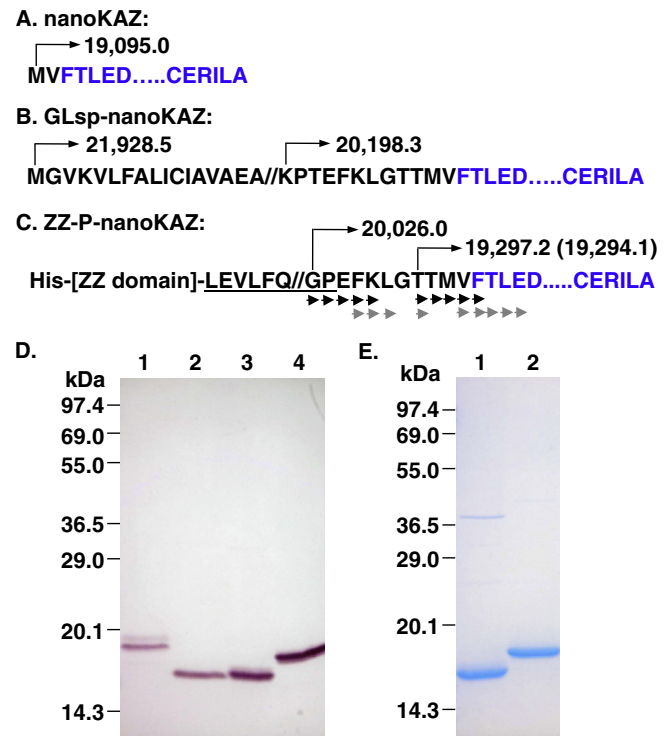 A. nanoKAZ:
19,095.0
MVFTLED.....CERILA
B. GLsp-nanoKAZ:
21,928.5 20,198.3
MGVKVLFALICIAVAEA//KPTEFKLGTTMVFTLED.....CERILA
C. ZZ-P-nanoKAZ:
20,026.0
19,297.2 (19,294.1)
His-[ZZ domain]-LEVLFQ//GPEFKLGTTMVFTLED.....CERILA
D. 1 2 3 4
kDa
97.4
69.0
55.0
36.5
29.0
20.1
14.3
E. 1 2
kDa
97.4
69.0
55.0
36.5
29.0
20.1
14.3